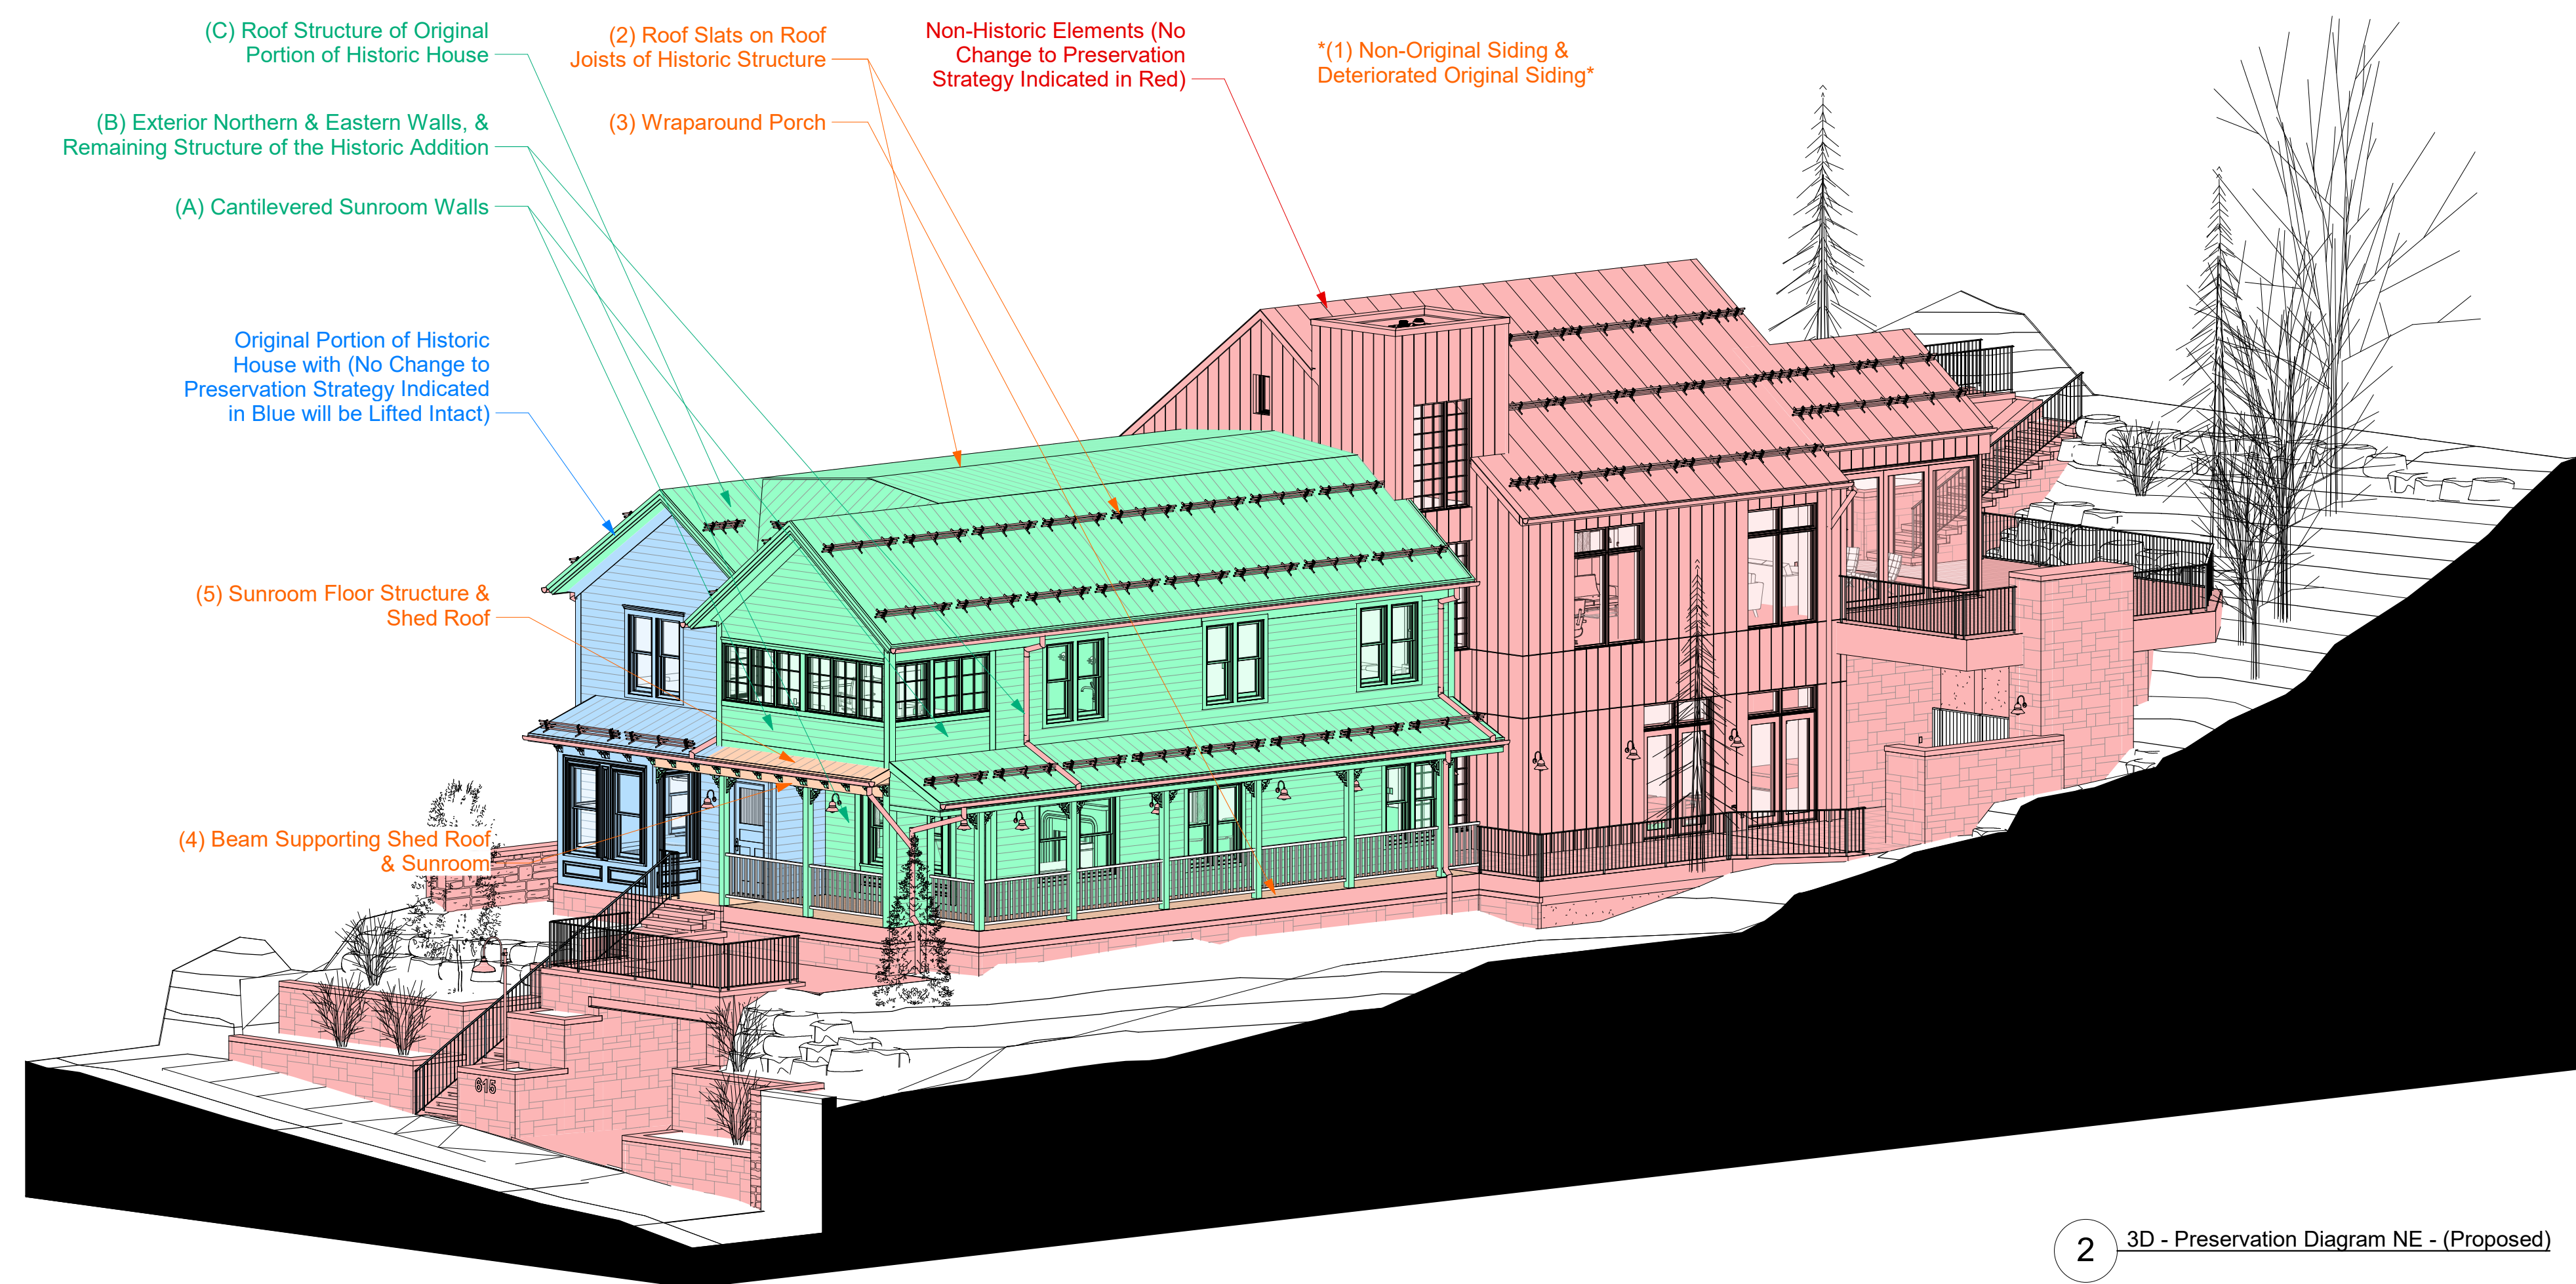 (C) Roof Structure of Original
Portion of Historic House
(2) Roof Slats on Roof
Joists of Historic Structure
Non-Historic Elements (No
Change to Preservation
Strategy Indicated in Red)
*(1) Non-Original Siding &
Deteriorated Original Siding*
(B) Exterior Northern & Eastern Walls, &
Remaining Structure of the Historic Addition
(3) Wraparound Porch
(A) Cantilevered Sunroom Walls
Original Portion of Historic
House with (No Change to
Preservation Strategy Indicated
in Blue will be Lifted Intact)
(5) Sunroom Floor Structure &
Shed Roof
(4) Beam Supporting Shed Roof
& Sunroom
615
2
3D - Preservation Diagram NE - (Proposed)